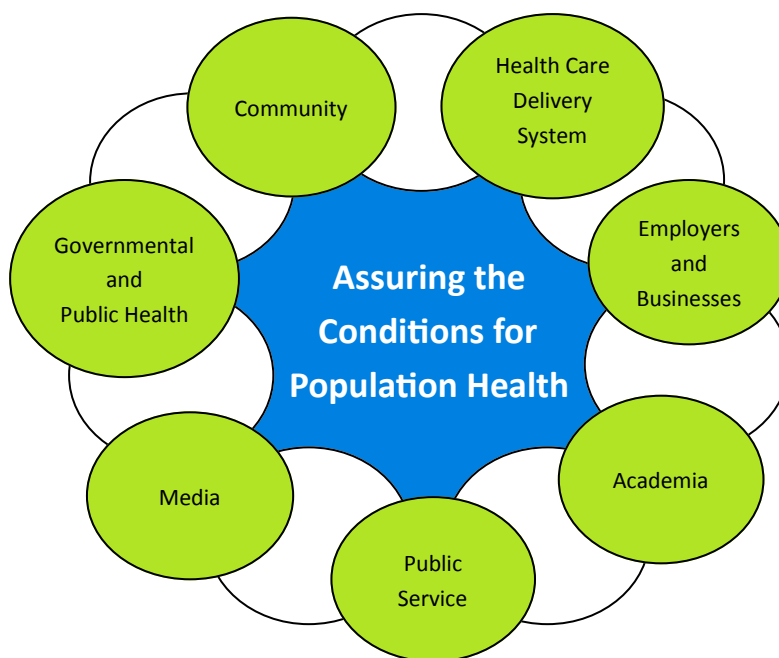 Community
Health Care
Delivery
System
Governmental
and
Public Health
Employers
and
Businesses
Assuring the
Conditions for
Population Health
Media
Academia
Public
Service